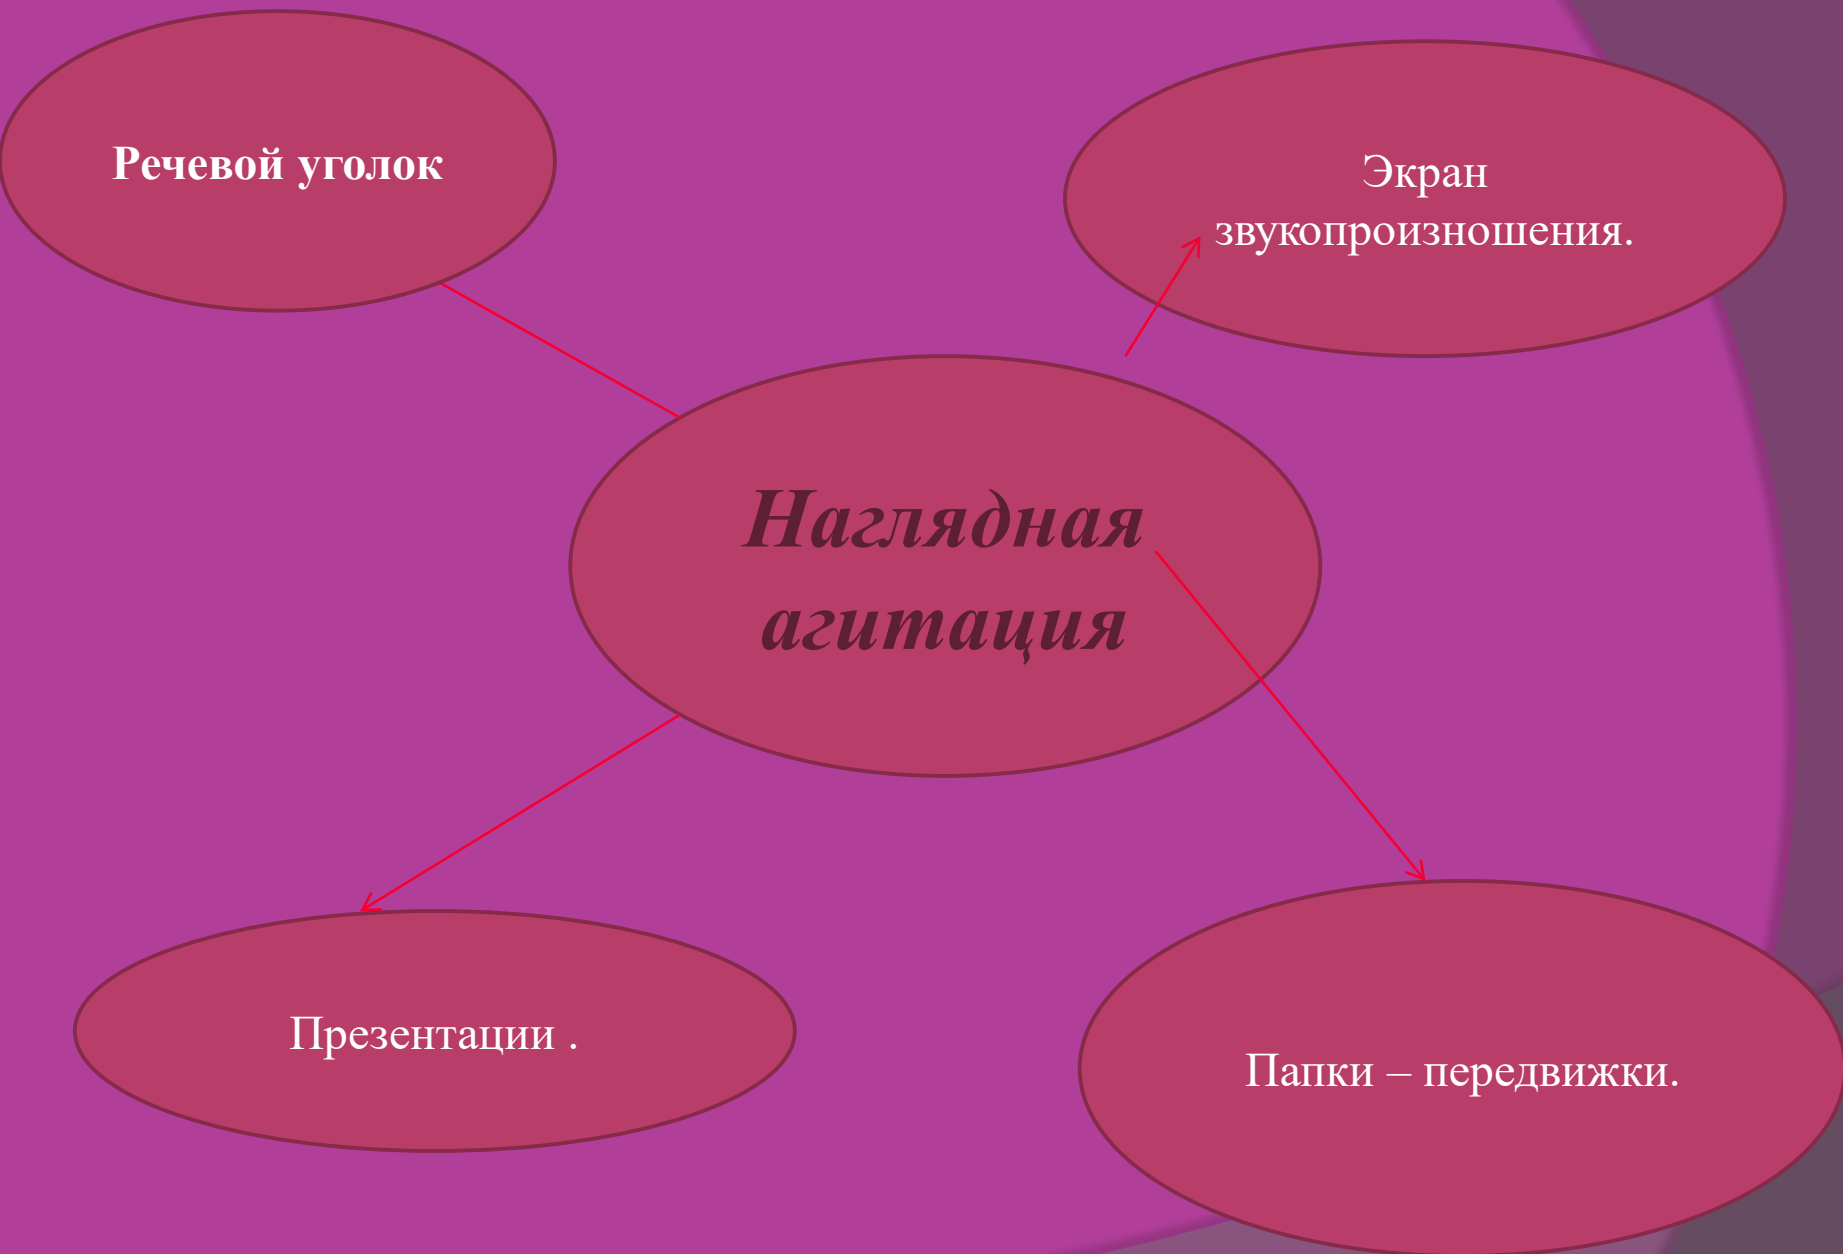 Речевой уголок
Экран
звукопроизношения.
Наглядная
агитация
Презентации .
Папки – передвижки.